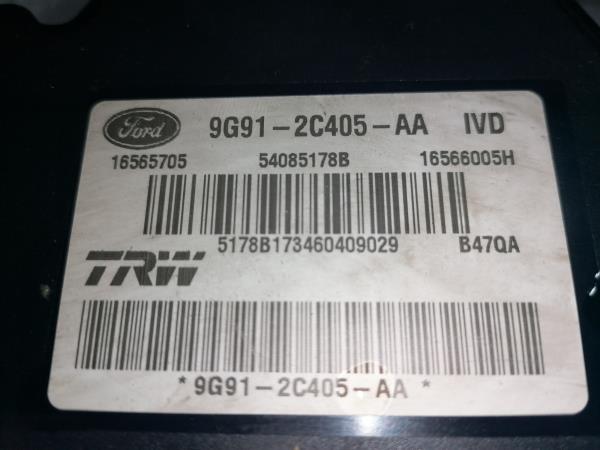 Ford 9G91-2C405-AA IVD
16565705 54085178B 16566005H
5178B173460409029 B47QA
TRW
*9G91-2C405-AA*